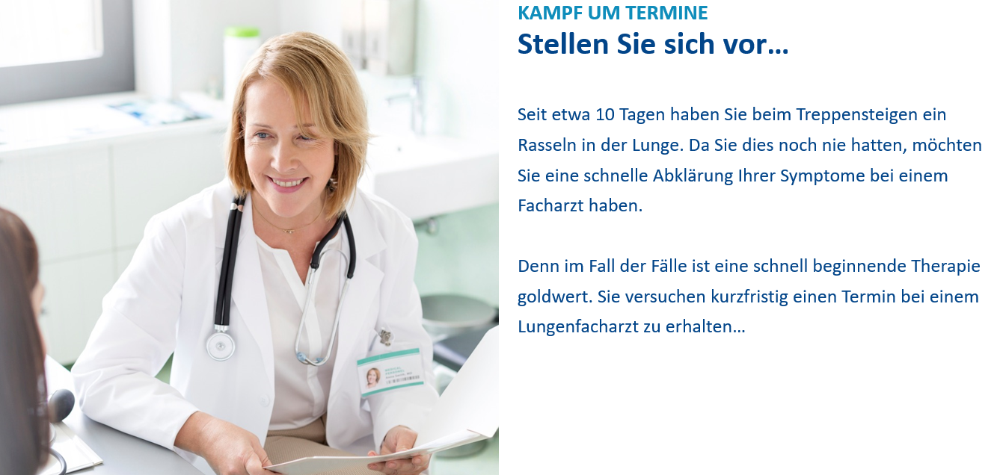 KAMPF UM TERMINE
Stellen Sie sich vor…
Seit etwa 10 Tagen haben Sie beim Treppensteigen ein
Rasseln in der Lunge. Da Sie dies noch nie hatten, möchten
Sie eine schnelle Abklärung Ihrer Symptome bei einem
Facharzt haben.
Denn im Fall der Fälle ist eine schnell beginnende Therapie
goldwert. Sie versuchen kurzfristig einen Termin bei einem
Lungenfacharzt zu erhalten…